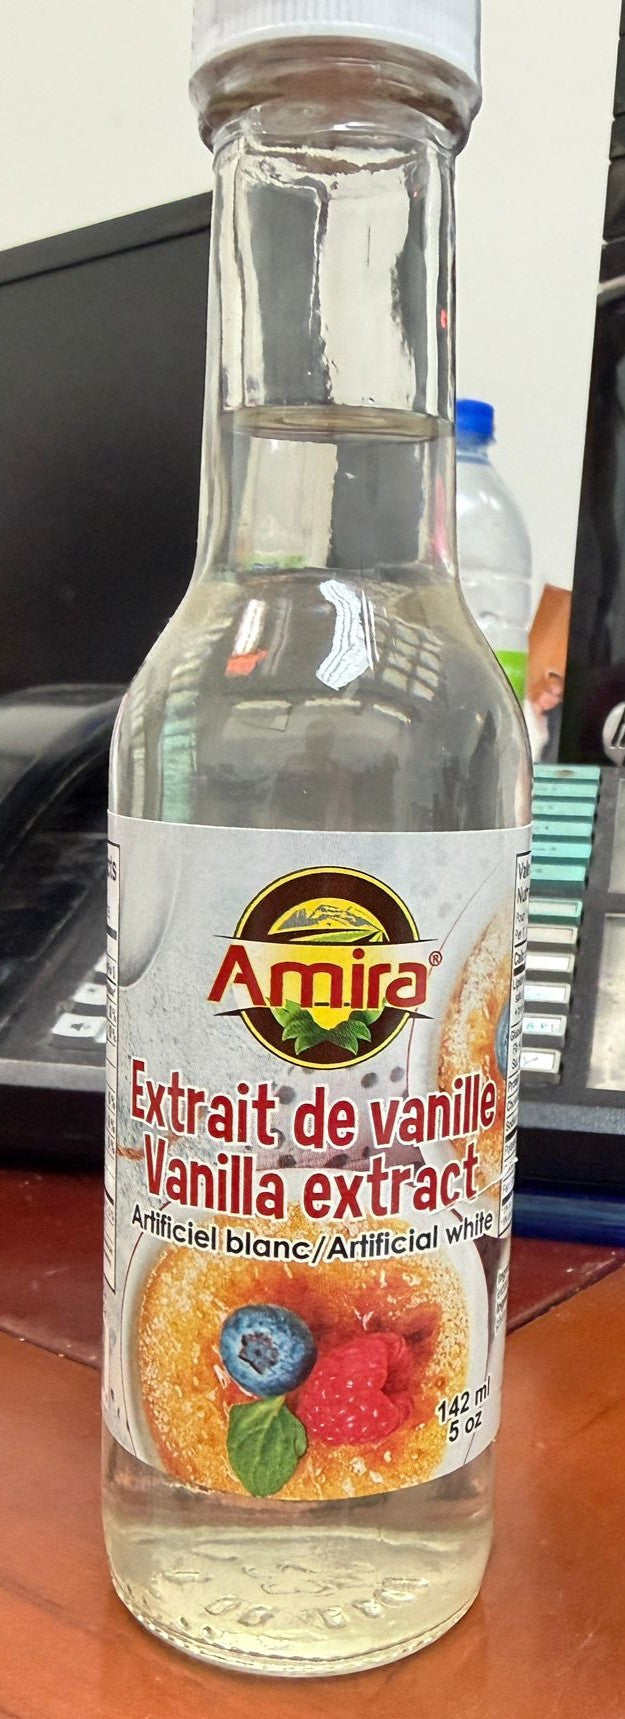 Amira®
Extrait de vanille
Vanilla extract
Artificiel blanc/Artificial white
142 ml
5 oz